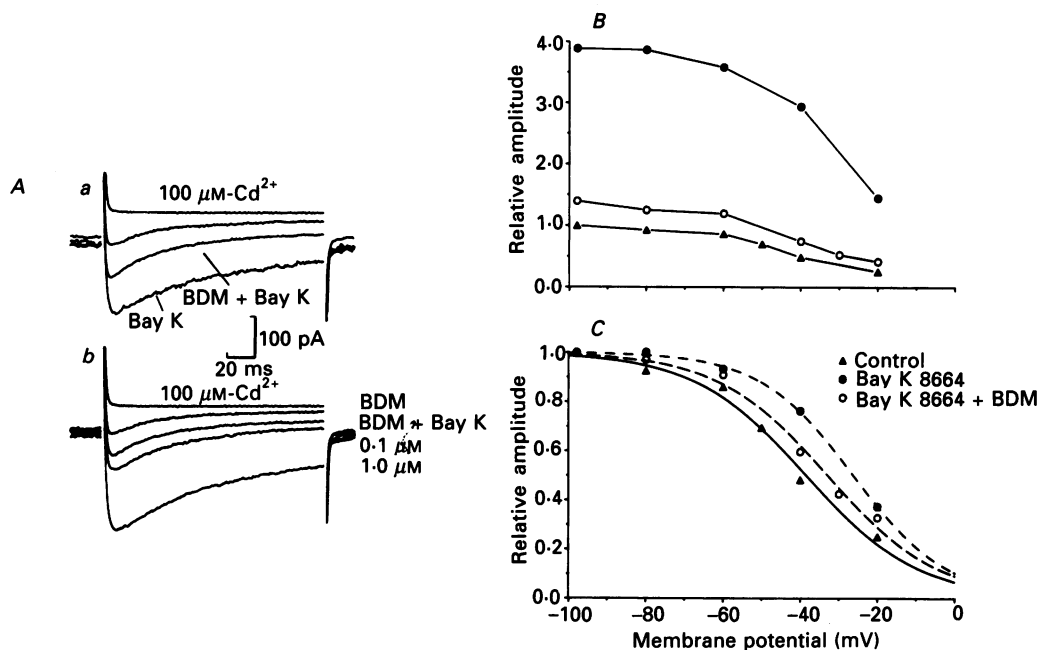 A
a
100 µM-Cd2+
BDM + Bay K
Bay K
100 pA
20 ms
b
100 µM-Cd2+
BDM
BDM + Bay K
0·1 µM
1·0 µM
B
Relative amplitude
4.0
3·0
2·0
1·0
0·0
C
Relative amplitude
1.0
0·8
0·6
0·4
0·2
0·0
Control
Bay K 8664
Bay K 8664 + BDM
−100
−80
−60
−40
−20
0
Membrane potential (mV)